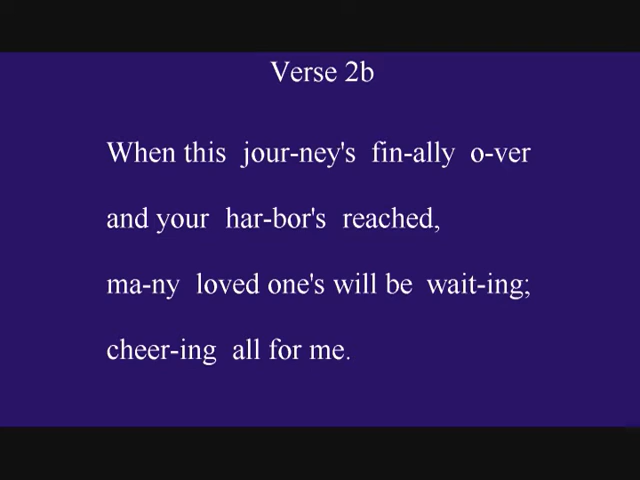 Verse 2b
When this jour-ney's fin-ally o-ver
and your har-bor's reached,
ma-ny loved one's will be wait-ing;
cheer-ing all for me.